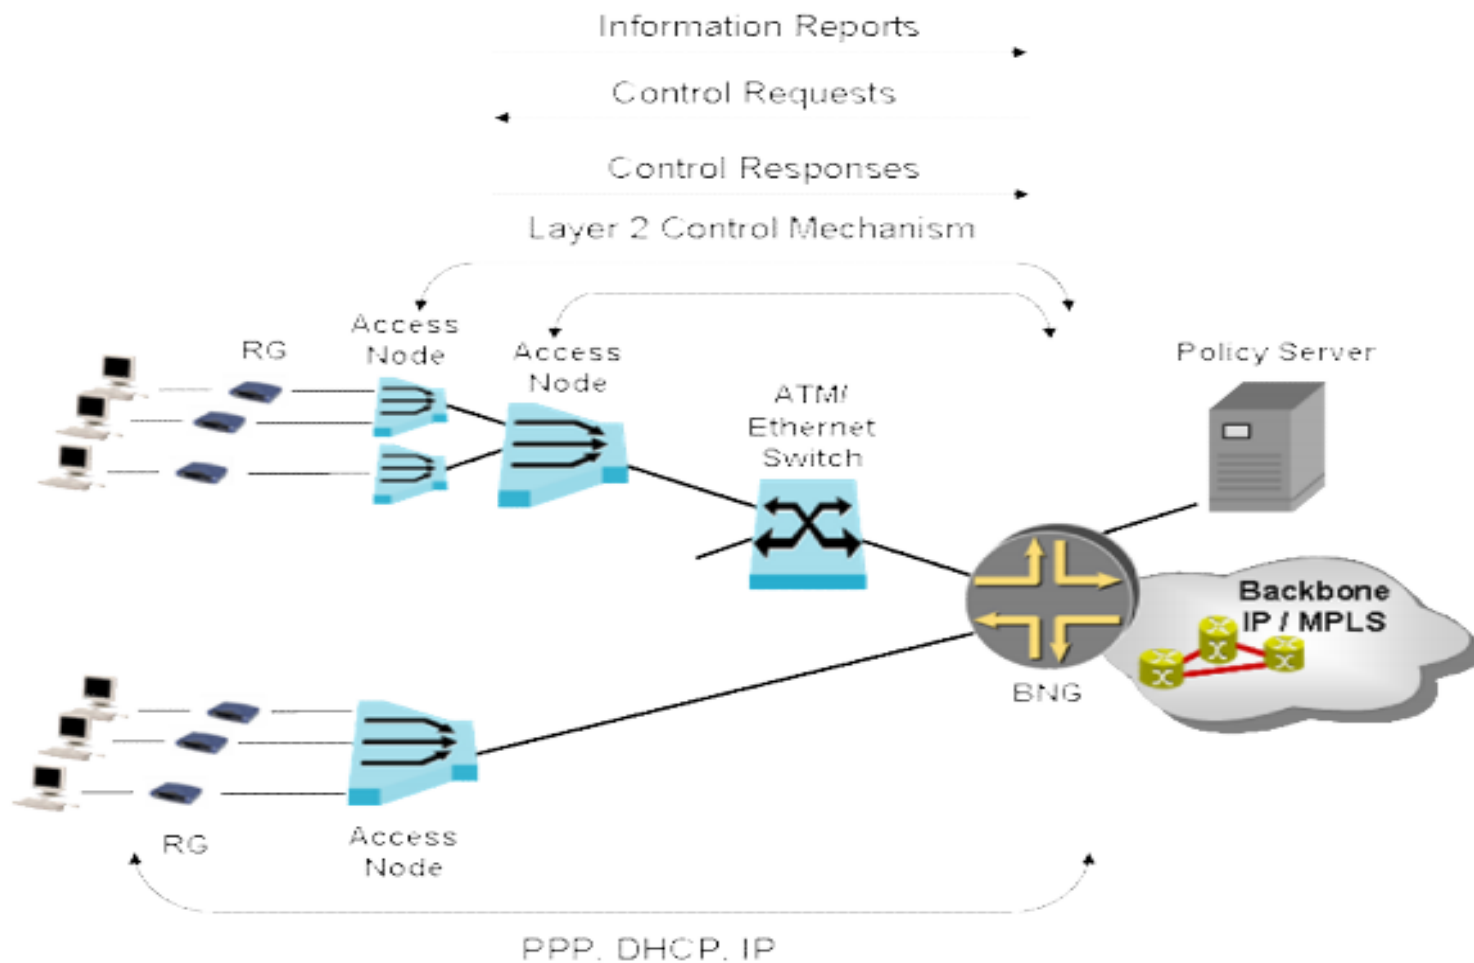 Information Reports
Control Requests
Control Responses
Layer 2 Control Mechanism
RG
Access
Node
Access
Node
ATM/
Ethernet
Switch
Policy Server
Backbone
IP / MPLS
BNG
RG
Access
Node
PPP, DHCP, IP